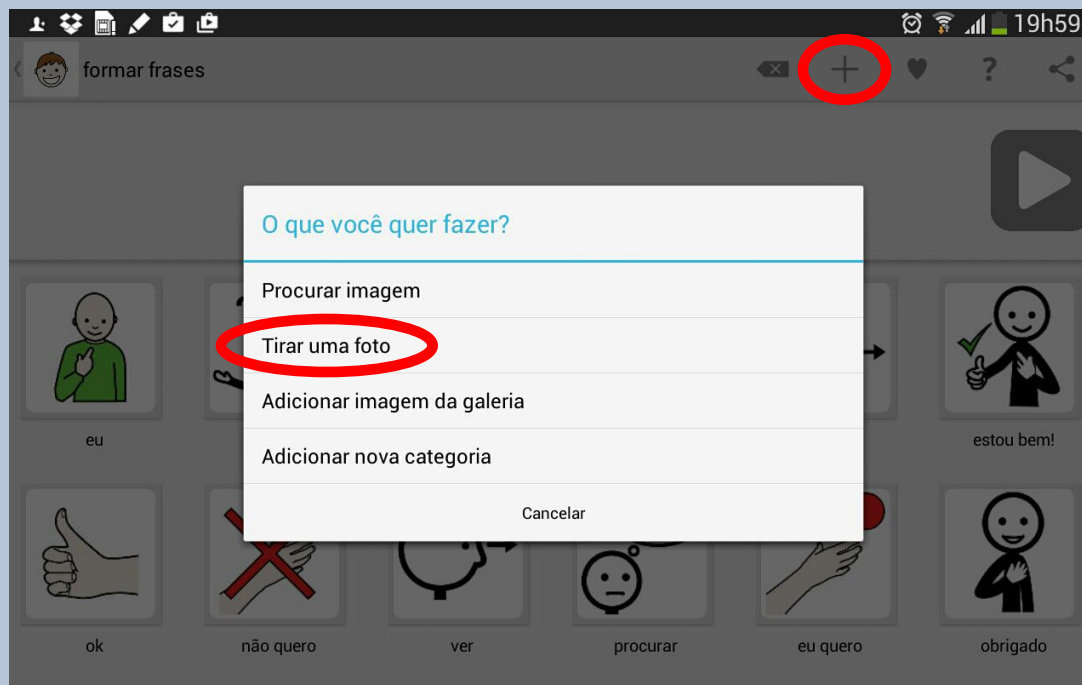 19h59
formar frases
?
O que você quer fazer?
Procurar imagem
Tirar uma foto
Adicionar imagem da galeria
Adicionar nova categoria
Cancelar
eu
estou bem!
ok
não quero
ver
procurar
eu quero
obrigado